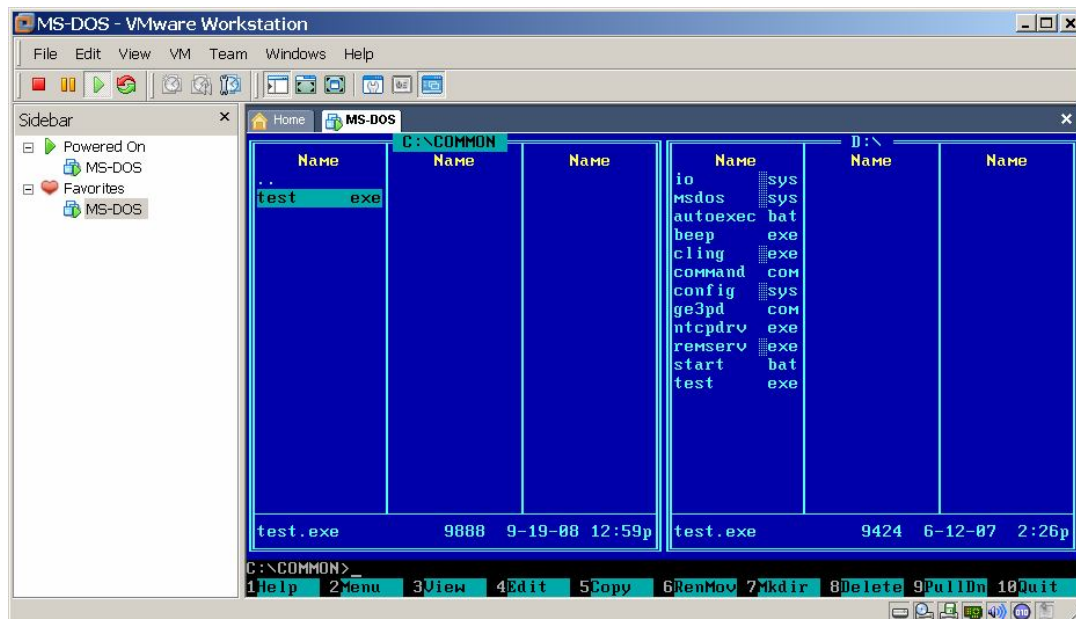 MS-DOS - VMware Workstation
File Edit View VM Team Windows Help
Sidebar
Powered On
MS-DOS
Favorites
MS-DOS
Home MS-DOS
C:\COMMON
Name Name Name
..
test exe
test.exe 9888 9-19-08 12:59p
D:\
Name Name Name
io sys
msdos sys
autoexec bat
beep exe
cling exe
command com
config sys
ge3pd com
ntcpdrv exe
remserv exe
start bat
test exe
test.exe 9424 6-12-07 2:26p
C:\COMMON>_
1Help 2Menu 3View 4Edit 5Copy 6RenMov 7Mkdir 8Delete 9PullDn 10Quit